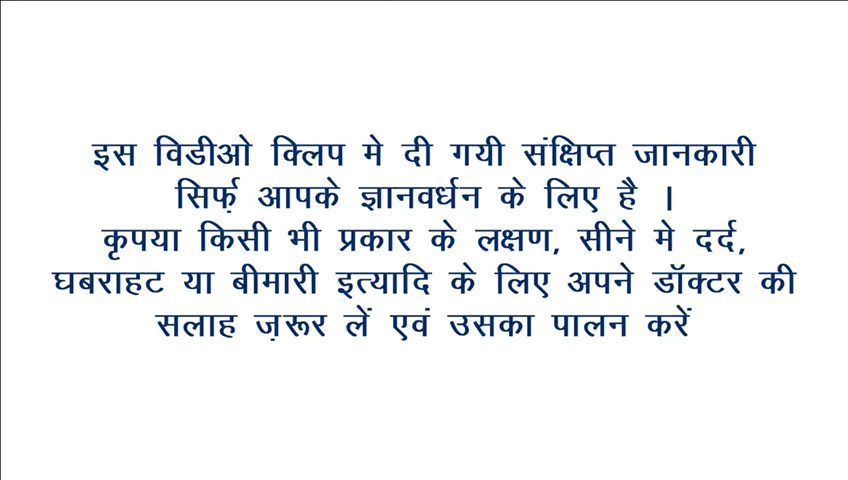 इस विडीओ क्लिप मे दी गयी संक्षिप्त जानकारी
सिर्फ़ आपके ज्ञानवर्धन के लिए है ।
कृपया किसी भी प्रकार के लक्षण, सीने मे दर्द,
घबराहट या बीमारी इत्यादि के लिए अपने डॉक्टर की
सलाह ज़रूर लें एवं उसका पालन करें